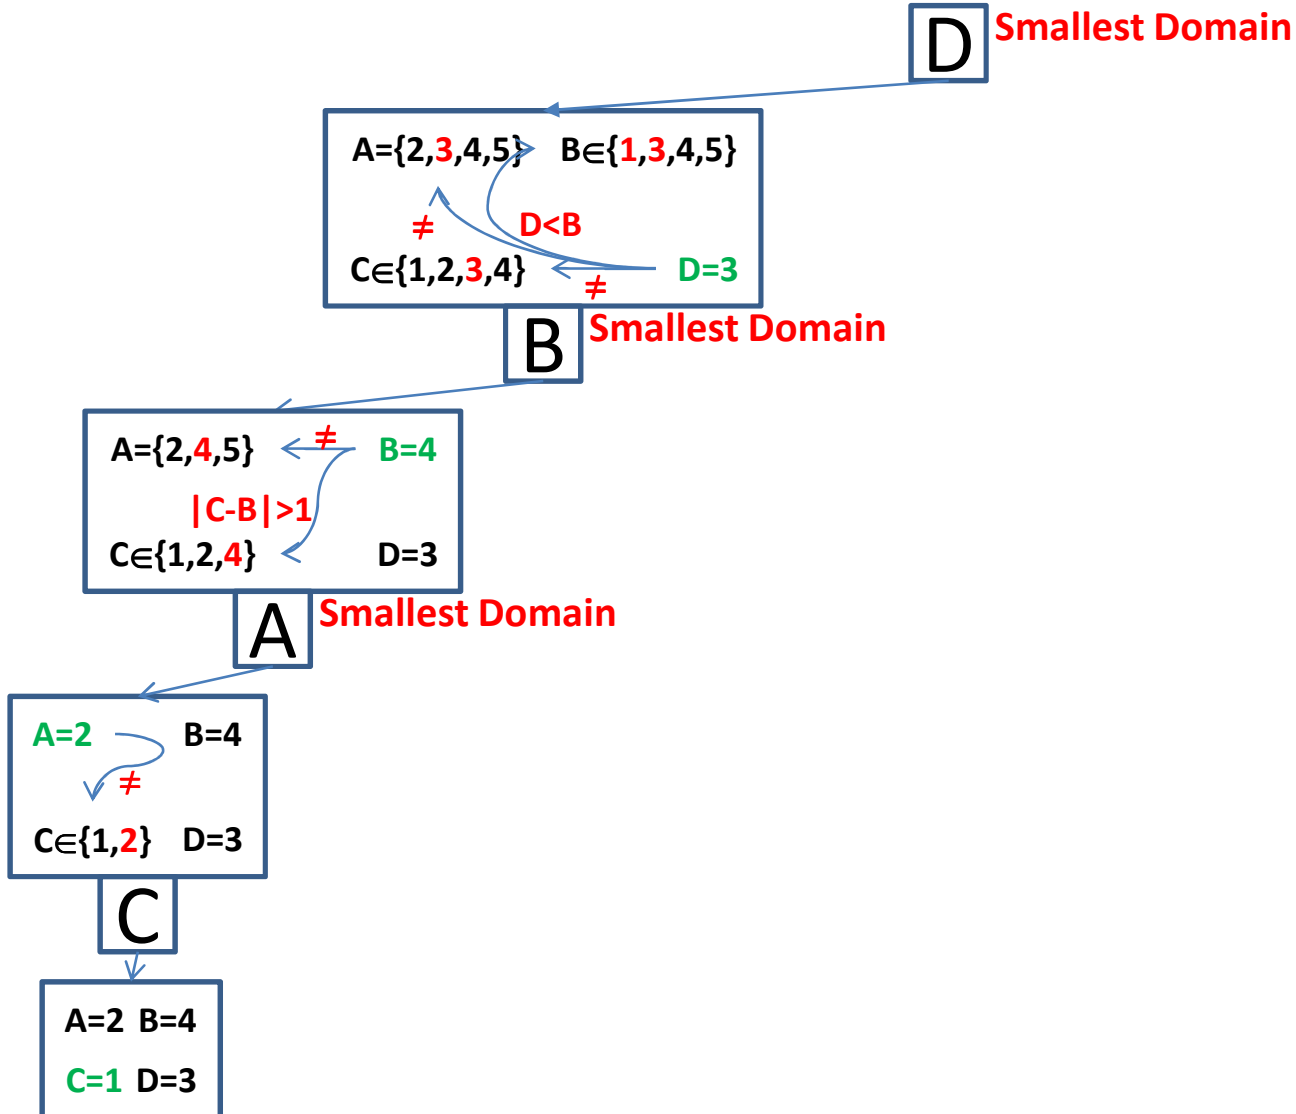 D Smallest Domain
A={2,3,4,5} B∈{1,3,4,5}
≠ D<B
C∈{1,2,3,4} ≠ D=3
B Smallest Domain
A={2,4,5} ≠ B=4
|C-B|>1
C∈{1,2,4} D=3
A Smallest Domain
A=2 B=4
≠
C∈{1,2} D=3
C
A=2 B=4
C=1 D=3